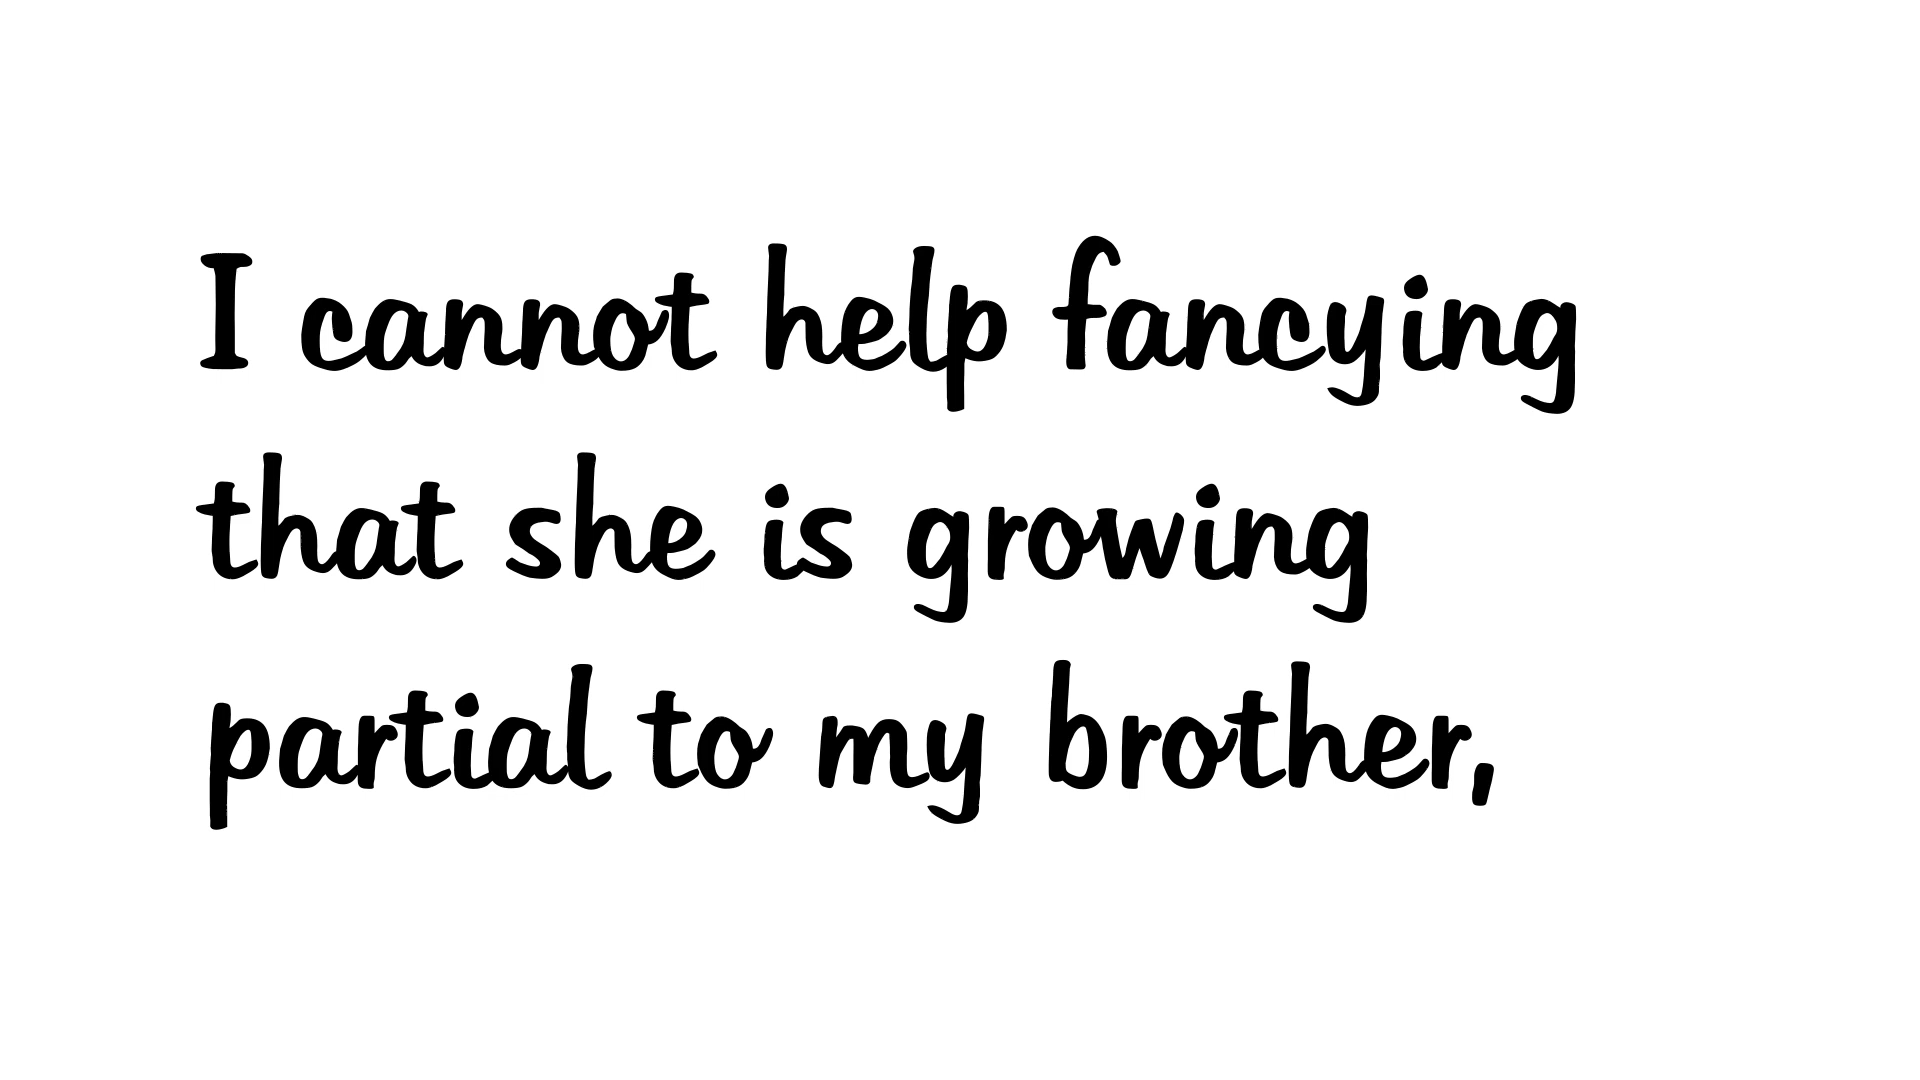 I cannot help fancying
that she is growing
partial to my brother,